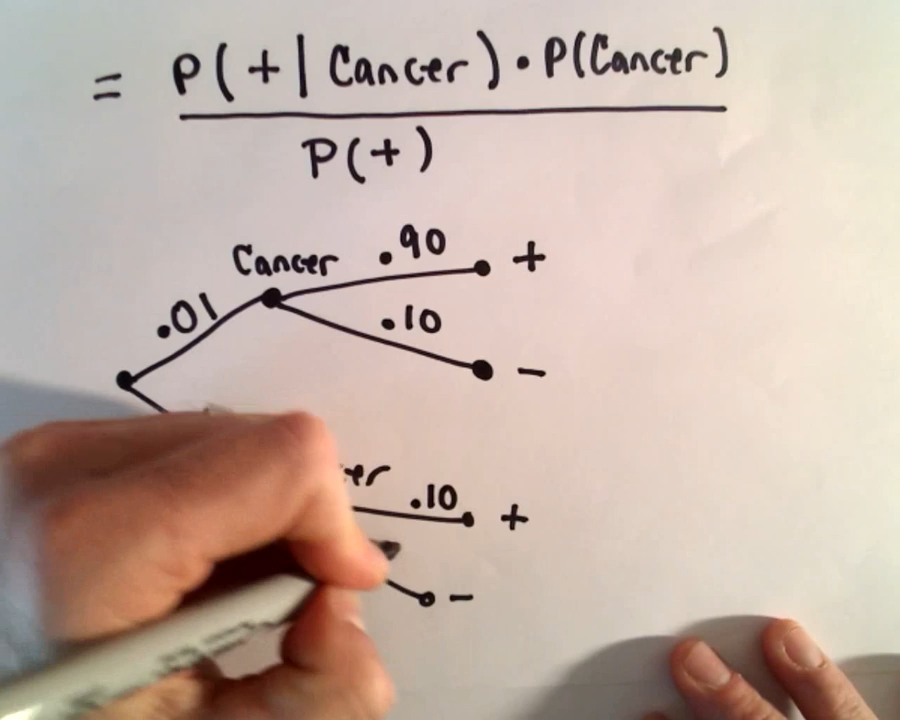 = P(+|Cancer)•P(Cancer)
P(+)
Cancer .90 +
.01
.10
-
.10 +
-